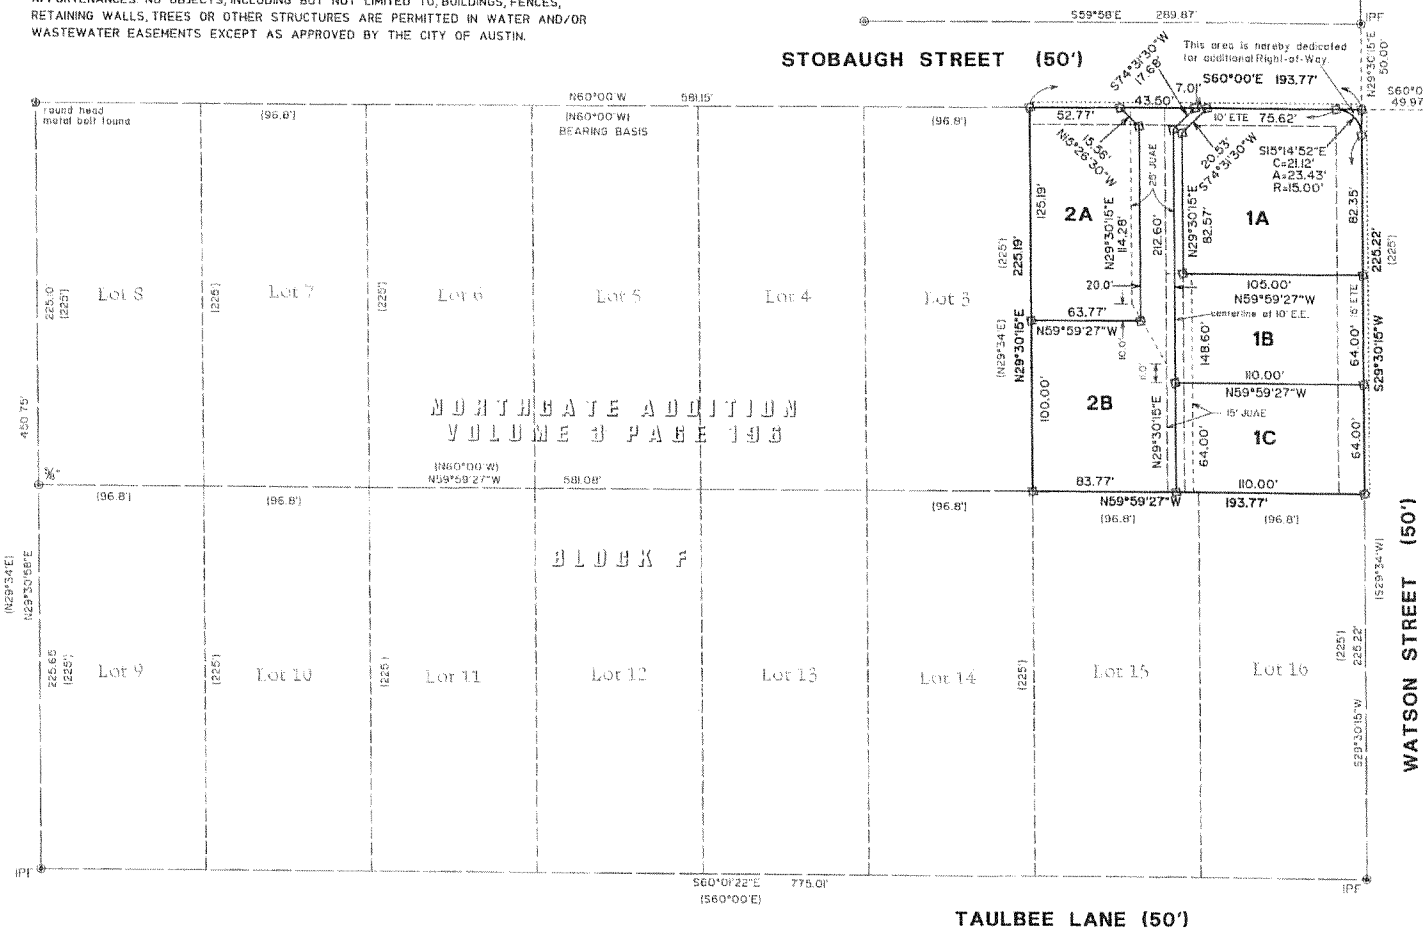 RETAINING WALLS, TREES OR OTHER STRUCTURES ARE PERMITTED IN WATER AND/OR
WASTEWATER EASEMENTS EXCEPT AS APPROVED BY THE CITY OF AUSTIN.
S59°58'E 289.87'
IPF
STOBAUGH STREET (50')
This area is hereby dedicated
for additional Right-of-Way.
N29°30'15"E
50.00'
S74°31'30"W
17.68'
S60°00'E 193.77'
S60°0
49.97
round head
metal bolt found
(96.8')
N60°00'W 581.15'
(N60°00'W)
BEARING BASIS
(96.8')
52.77'
43.50'
7.01'
10' ETE 75.62'
15.56'
N15°26'30"W
20.53'
S74°31'30"W
S15°14'52"E
C=21.12'
A=23.43'
R=15.00'
125.19'
2A
25' JUAE
N29°30'15"E
114.28'
212.60'
N29°30'15"E
82.57'
1A
82.35'
(225')
225.19'
225.22'
(225')
225.10'
(225')
Lot 8
(225')
Lot 7
(225')
Lot 6
Lot 5
Lot 4
Lot 3
20.0'
105.00'
N59°59'27"W
15' ETE
63.77'
N59°59'27"W
centerline of 10' E.E.
(N29°34'E)
N29°30'15"E
10.0'
148.60'
1B
64.00'
S29°30'15"W
11.0'
110.00'
N59°59'27"W
450.75'
NORTHGATE ADDITION
VOLUME 3 PAGE 196
100.00'
2B
N29°30'15"E
64.00'
15' JUAE
1C
64.00'
(N60°00'W)
N59°59'27"W 581.08'
83.77'
110.00'
N59°59'27"W 193.77'
(96.8')
(96.8')
(96.8')
(96.8')
(96.8')
BLOCK F
(N29°34'E)
N29°30'58"E
(S29°34'W)
WATSON STREET (50')
225.65
(225')
Lot 9
(225')
Lot 10
(225')
Lot 11
Lot 12
Lot 13
Lot 14
(225')
Lot 15
Lot 16
(225')
225.22'
S29°30'15"W
IPF
S60°01'22"E 775.01'
(S60°00'E)
IPF
TAULBEE LANE (50')